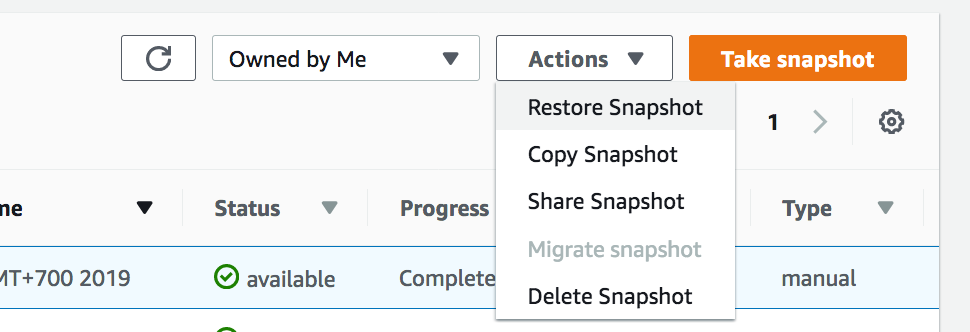 Owned by Me
Actions
Take snapshot
Restore Snapshot
1
Copy Snapshot
Share Snapshot
Migrate snapshot
Delete Snapshot
me
Status
Progress
Type
MT+700 2019
available
Complete
manual